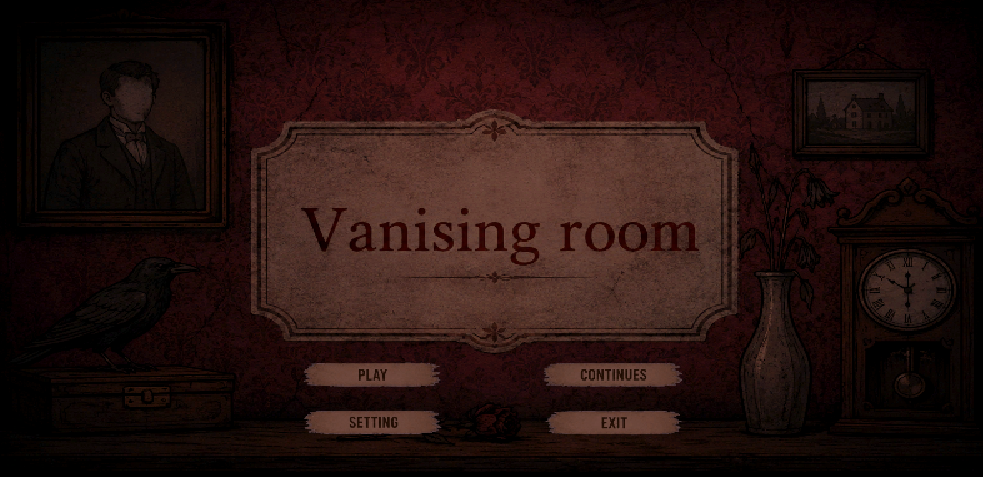 Vanising room
PLAY
CONTINUES
SETTING
EXIT